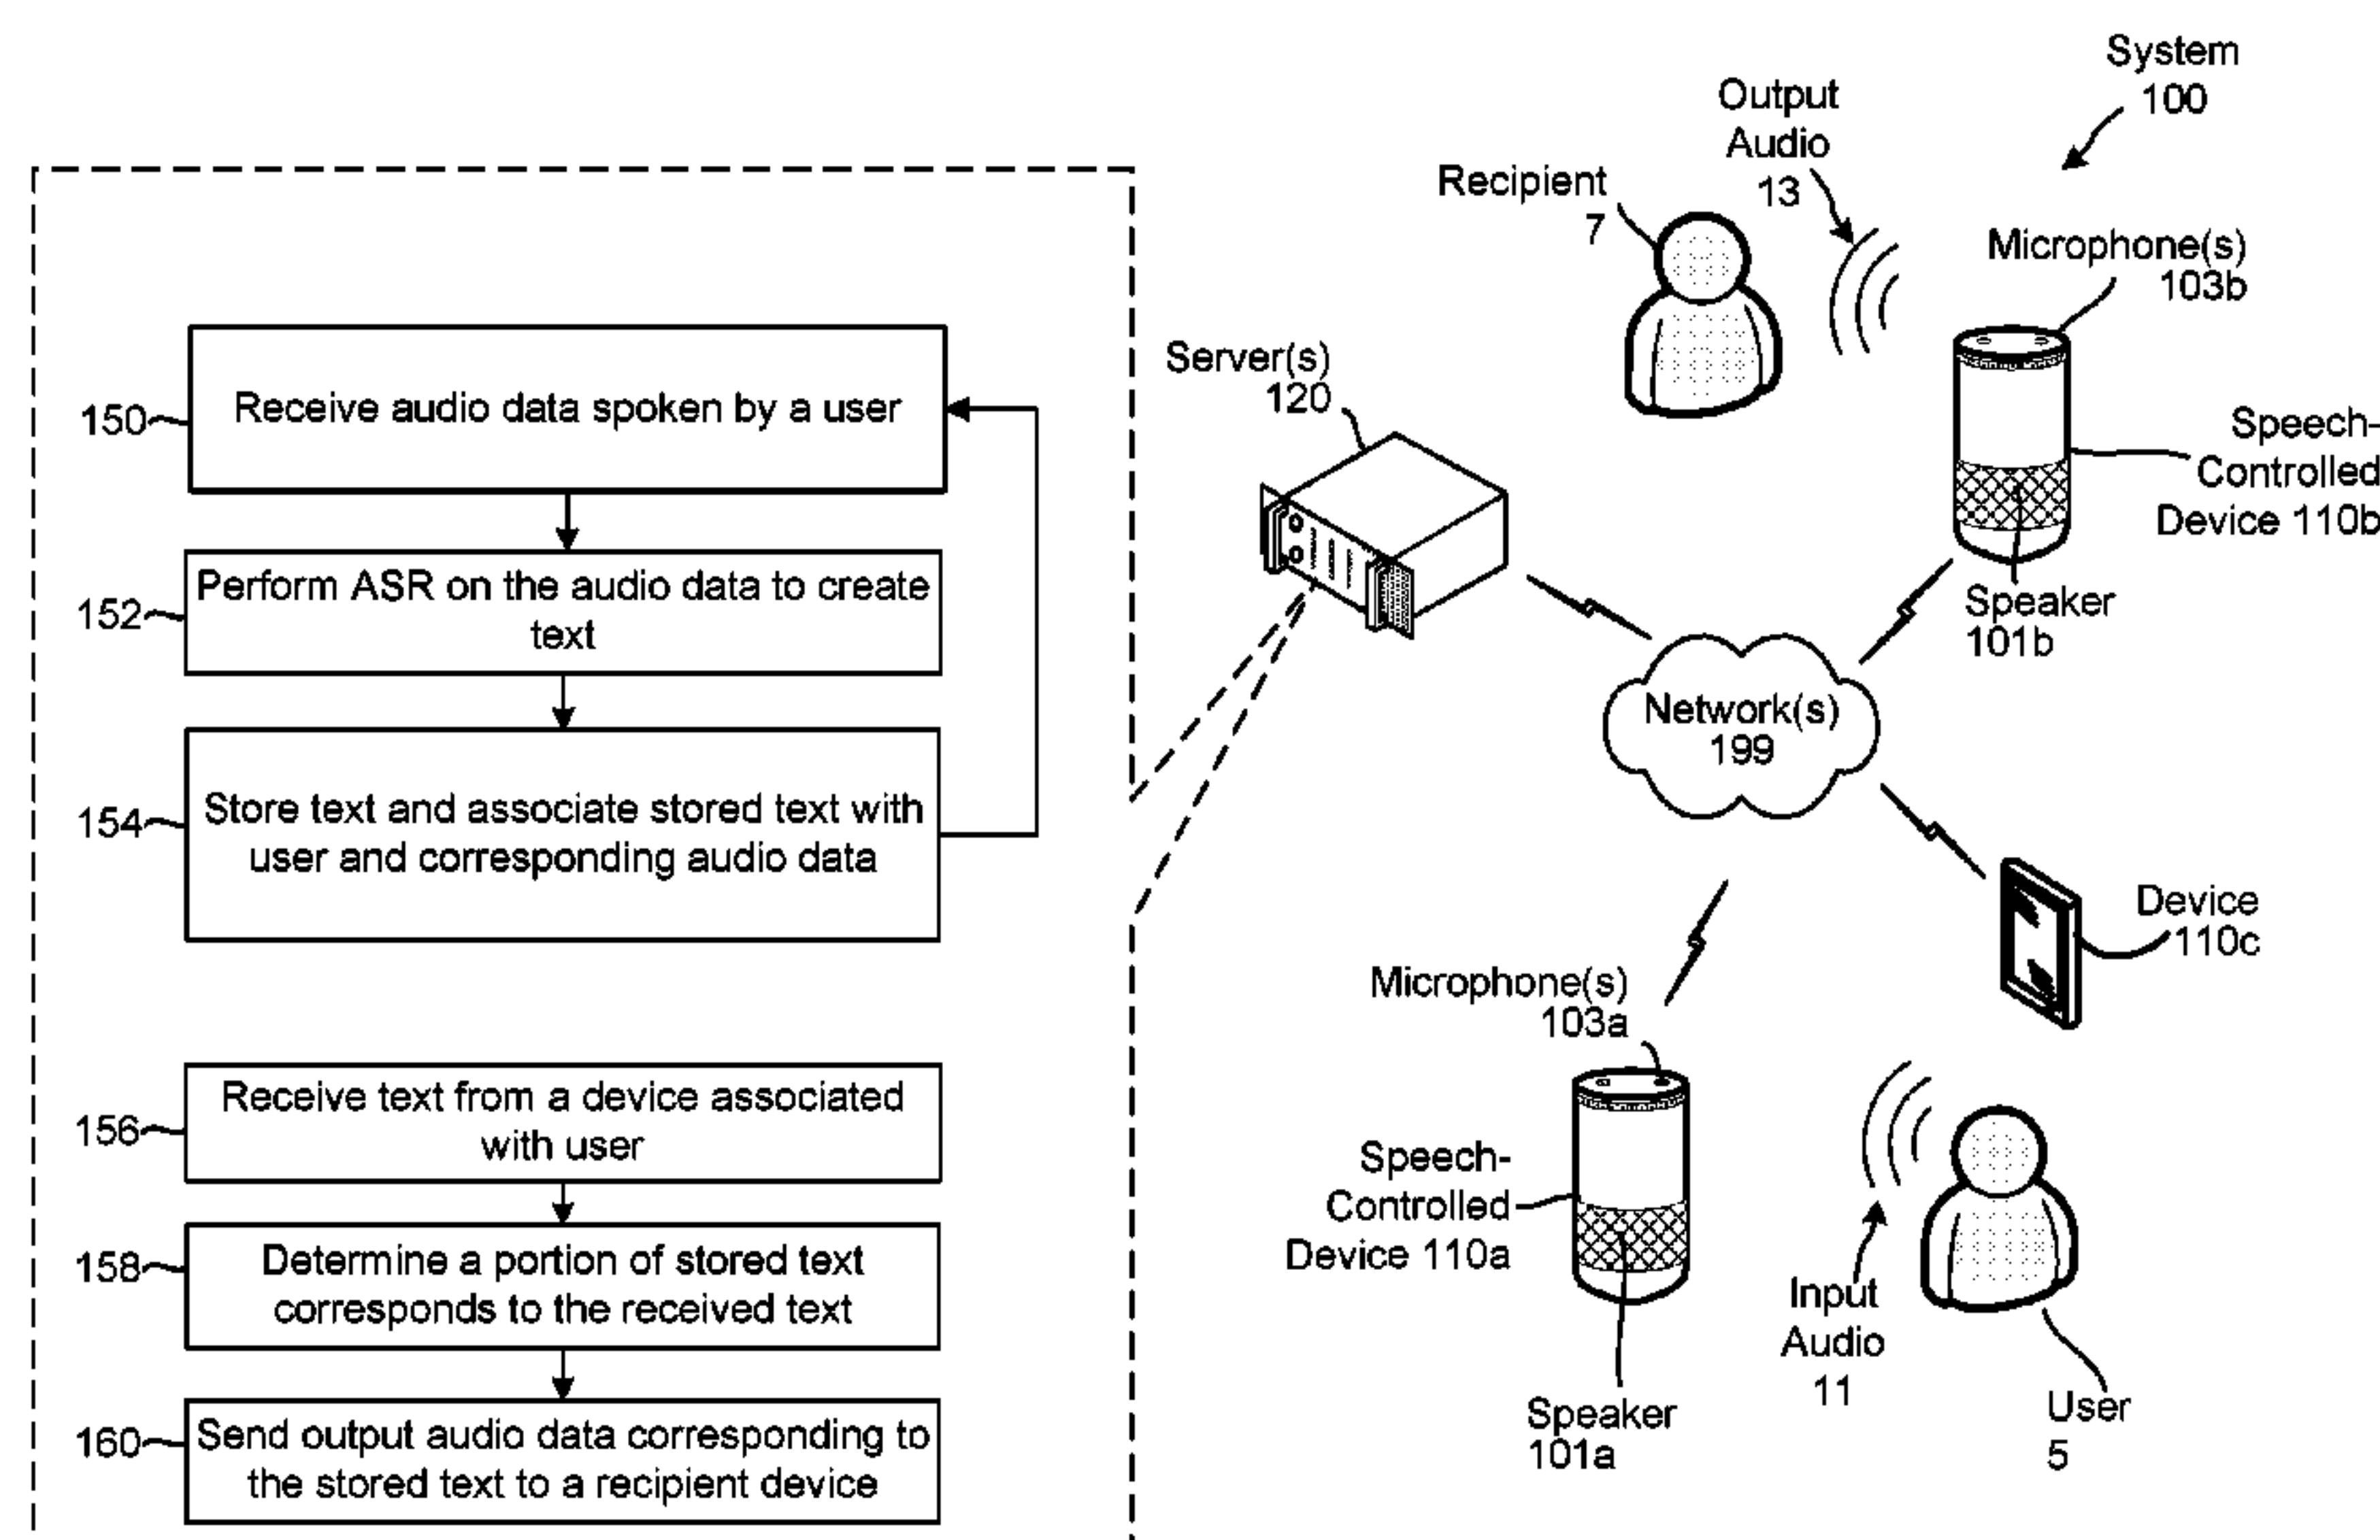 System
100
Output
Audio
13
Recipient
7
Microphone(s)
103b
Server(s)
120
Speech-
Controlled
Device 110b
Speaker
101b
Network(s)
199
Device
110c
Microphone(s)
103a
Speech-
Controlled
Device 110a
Input
Audio
11
Speaker
101a
User
5
150
Receive audio data spoken by a user
152
Perform ASR on the audio data to create
text
154
Store text and associate stored text with
user and corresponding audio data
156
Receive text from a device associated
with user
158
Determine a portion of stored text
corresponds to the received text
160
Send output audio data corresponding to
the stored text to a recipient device